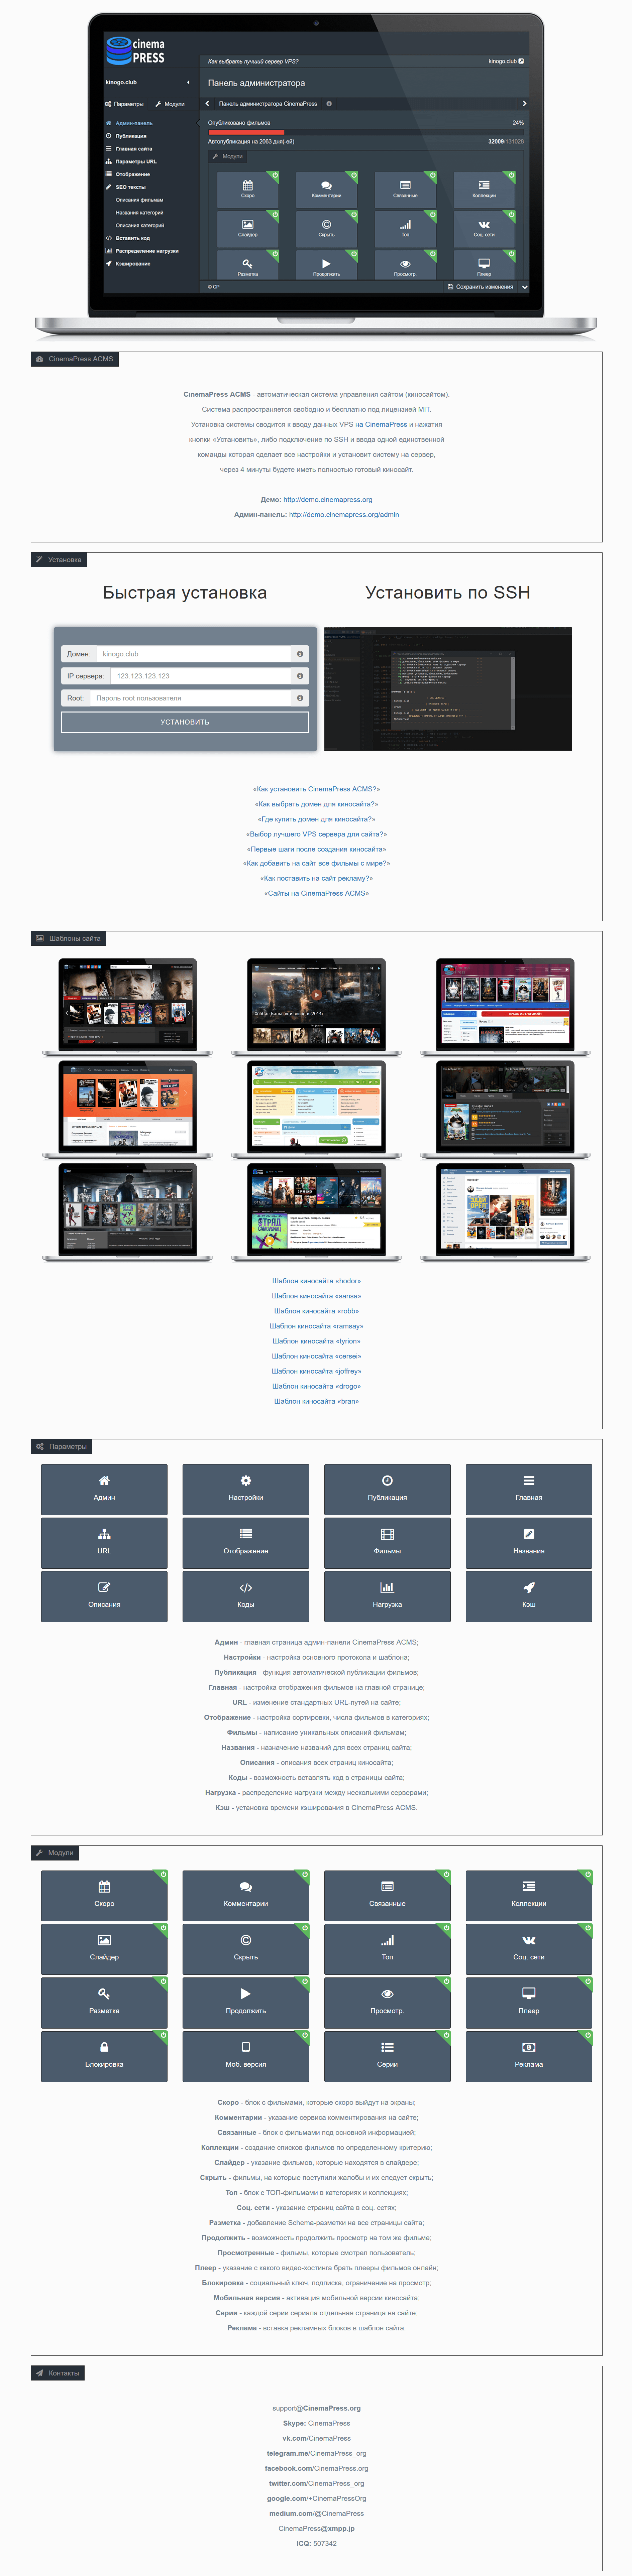 cinema
PRESS
Как выбрать лучший сервер VPS?
kinogo.club
kinogo.club
Панель администратора
Параметры
Модули
Панель администратора CinemaPress
Админ-панель
Публикация
Главная сайта
Параметры URL
Отображение
SEO тексты
Описания фильмам
Названия категорий
Описания категорий
Вставить код
Распределение нагрузки
Кэширование
Опубликовано фильмов
24%
Автопубликация на 2063 дня(-ей)
32009/131028
Модули
Скоро
Комментарии
Связанные
Коллекции
Слайдер
Скрыть
Топ
Соц. сети
Разметка
Продолжить
Просмотр
Плеер
© CP
Сохранить изменения
CinemaPress ACMS
CinemaPress ACMS - автоматическая система управления сайтом (киносайтом).
Система распространяется свободно и бесплатно под лицензией MIT.
Установка системы сводится к вводу данных VPS на CinemaPress и нажатия
кнопки «Установить», либо подключение по SSH и ввода одной единственной
команды которая сделает все настройки и установит систему на сервер,
через 4 минуты будете иметь полностью готовый киносайт.
Демо: http://demo.cinemapress.org
Админ-панель: http://demo.cinemapress.org/admin
Установка
Быстрая установка
Установить по SSH
Домен:
kinogo.club
IP сервера:
123.123.123.123
Root:
Пароль root пользователя
УСТАНОВИТЬ
«Как установить CinemaPress ACMS?»
«Как выбрать домен для киносайта?»
«Где купить домен для киносайта?»
«Выбор лучшего VPS сервера для сайта?»
«Первые шаги после создания киносайта»
«Как добавить на сайт все фильмы с мире?»
«Как поставить на сайт рекламу?»
«Сайты на CinemaPress ACMS»
Шаблоны сайта
Шаблон киносайта «hodor»
Шаблон киносайта «sansa»
Шаблон киносайта «robb»
Шаблон киносайта «ramsay»
Шаблон киносайта «tyrion»
Шаблон киносайта «cersei»
Шаблон киносайта «joffrey»
Шаблон киносайта «drogo»
Шаблон киносайта «bran»
Параметры
Админ
Настройки
Публикация
Главная
URL
Отображение
Фильмы
Названия
Описания
Коды
Нагрузка
Кэш
Админ - главная страница админ-панели CinemaPress ACMS;
Настройки - настройка основного протокола и шаблона;
Публикация - функция автоматической публикации фильмов;
Главная - настройка отображения фильмов на главной странице;
URL - изменение стандартных URL-путей на сайте;
Отображение - настройка сортировки, числа фильмов в категориях;
Фильмы - написание уникальных описаний фильмам;
Названия - назначение названий для всех страниц сайта;
Описания - описания всех страниц киносайта;
Коды - возможность вставлять код в страницы сайта;
Нагрузка - распределение нагрузки между несколькими серверами;
Кэш - установка времени кэширования в CinemaPress ACMS.
Модули
Скоро
Комментарии
Связанные
Коллекции
Слайдер
Скрыть
Топ
Соц. сети
Разметка
Продолжить
Просмотр.
Плеер
Блокировка
Моб. версия
Серии
Реклама
Скоро - блок с фильмами, которые скоро выйдут на экраны;
Комментарии - указание сервиса комментирования на сайте;
Связанные - блок с фильмами под основной информацией;
Коллекции - создание списков фильмов по определенному критерию;
Слайдер - указание фильмов, которые находятся в слайдере;
Скрыть - фильмы, на которые поступили жалобы и их следует скрыть;
Топ - блок с ТОП-фильмами в категориях и коллекциях;
Соц. сети - указание страниц сайта в соц. сетях;
Разметка - добавление Schema-разметки на все страницы сайта;
Продолжить - возможность продолжить просмотр на том же фильме;
Просмотренные - фильмы, которые смотрел пользователь;
Плеер - указание с какого видео-хостинга брать плееры фильмов онлайн;
Блокировка - социальный ключ, подписка, ограничение на просмотр;
Мобильная версия - активация мобильной версии киносайта;
Серии - каждой серии сериала отдельная страница на сайте;
Реклама - вставка рекламных блоков в шаблон сайта.
Контакты
support@CinemaPress.org
Skype: CinemaPress
vk.com/CinemaPress
telegram.me/CinemaPress_org
facebook.com/CinemaPress.org
twitter.com/CinemaPress_org
google.com/+CinemaPressOrg
medium.com/@CinemaPress
CinemaPress@xmpp.jp
ICQ: 507342